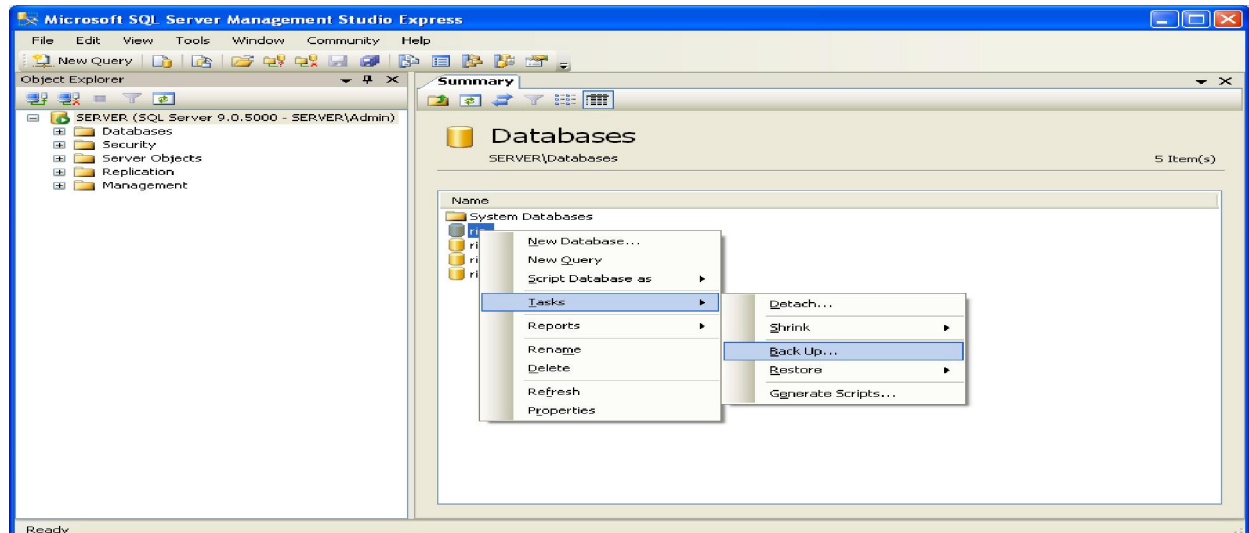 Microsoft SQL Server Management Studio Express
File Edit View Tools Window Community Help
New Query
Object Explorer
SERVER (SQL Server 9.0.5000 - SERVER\Admin)
Databases
Security
Server Objects
Replication
Management
Summary
Databases
SERVER\Databases
5 Item(s)
Name
System Databases
New Database...
New Query
Script Database as
Tasks
Reports
Rename
Delete
Refresh
Properties
Detach...
Shrink
Back Up...
Restore
Generate Scripts...
Ready